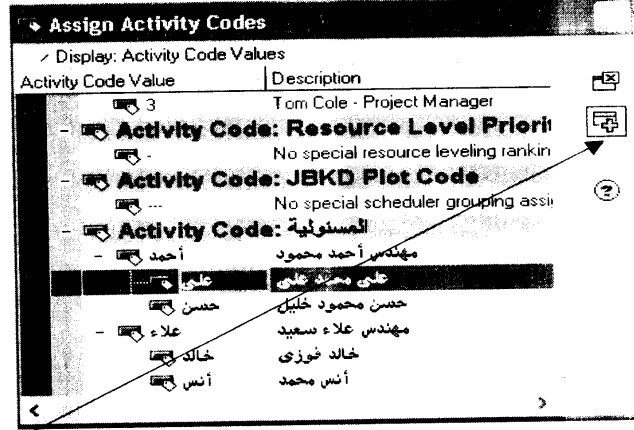 Assign Activity Codes
Display: Activity Code Values
Activity Code Value Description
3 Tom Cole - Project Manager
Activity Code: Resource Level Priorit
- No special resource leveling rankin
Activity Code: JBKD Plot Code
--- No special scheduler grouping assi
Activity Code: المسئولية
أحمد مهندس أحمد محمود
على على محمد على
حسن حسن محمود خليل
علاء مهندس علاء سعيد
خالد خالد فوزى
أنس أنس محمد